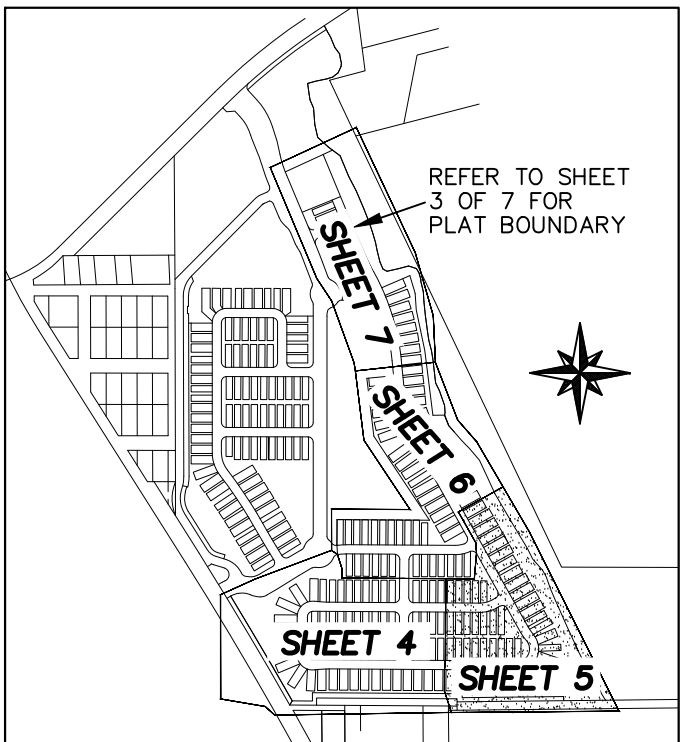 REFER TO SHEET
3 OF 7 FOR
PLAT BOUNDARY
SHEET 7
SHEET 6
SHEET 4
SHEET 5